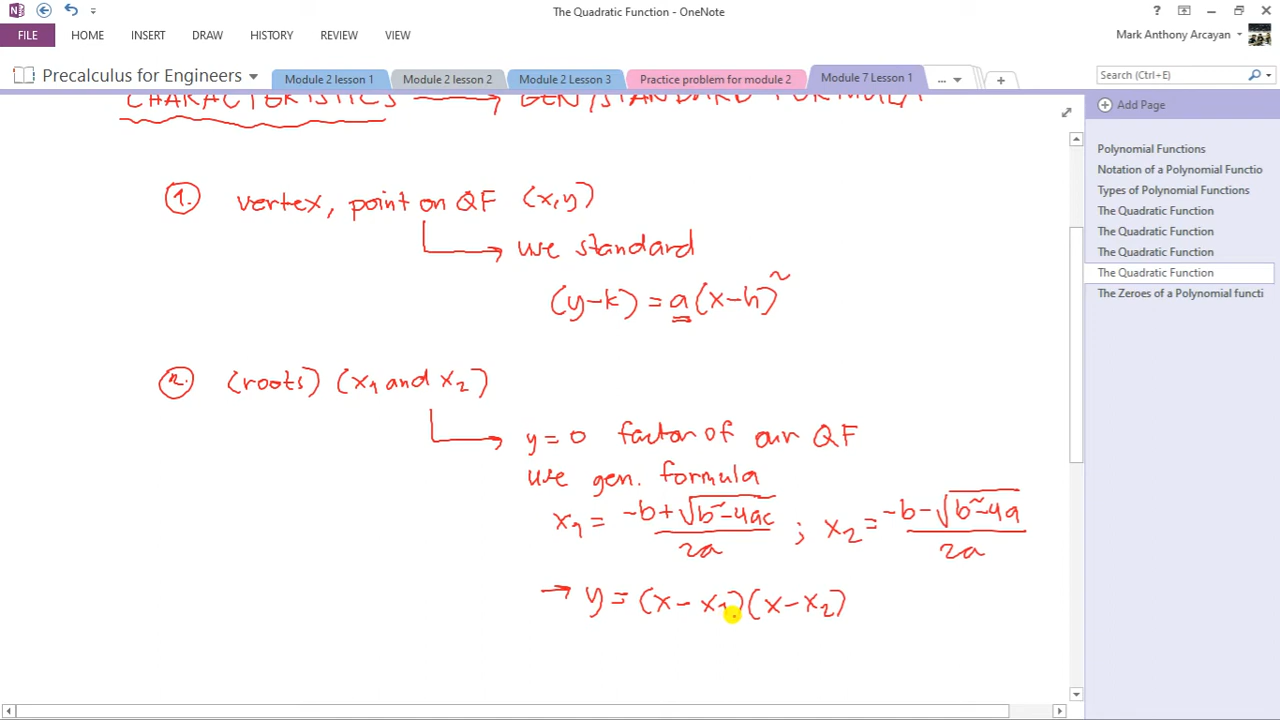 The Quadratic Function - OneNote
?
FILE HOME INSERT DRAW HISTORY REVIEW VIEW
Mark Anthony Arcayan
Precalculus for Engineers
Module 2 lesson 1
Module 2 lesson 2
Module 2 Lesson 3
Practice problem for module 2
Module 7 Lesson 1
...
Search (Ctrl+E)
Add Page
Polynomial Functions
Notation of a Polynomial Functio
Types of Polynomial Functions
The Quadratic Function
The Quadratic Function
The Quadratic Function
The Quadratic Function
The Zeroes of a Polynomial functi
CHARACTERISTICS → GEN/STANDARD FORMULA
1. vertex, point on QF (x,y)
use standard
(y-k) = a(x-h)²
2. (roots) (x₁ and x₂)
y=0 factor of our QF
use gen. formula
x₁ = -b+√b²-4ac / 2a ; x₂ = -b-√b²-4a / 2a
→ y = (x-x₁)(x-x₂)